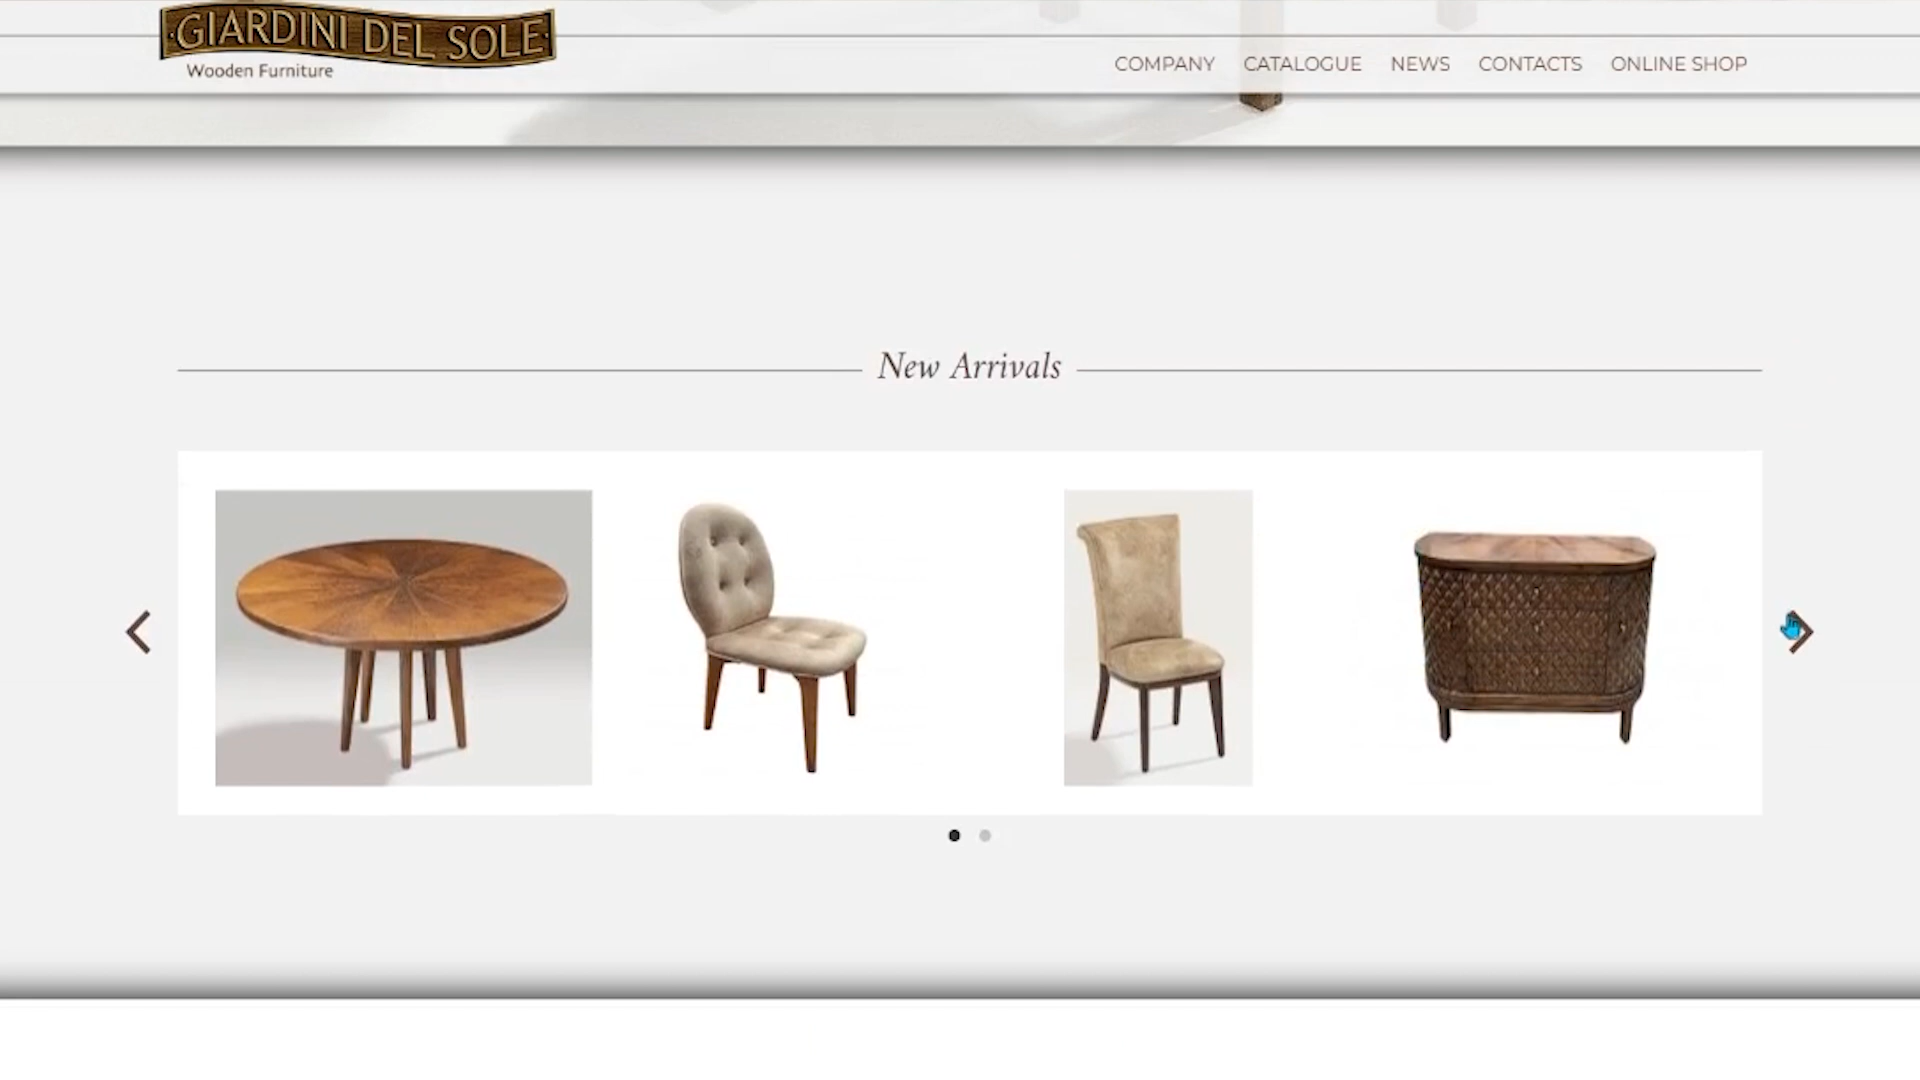 GIARDINI DEL SOLE
Wooden Furniture
COMPANY CATALOGUE NEWS CONTACTS ONLINE SHOP
New Arrivals